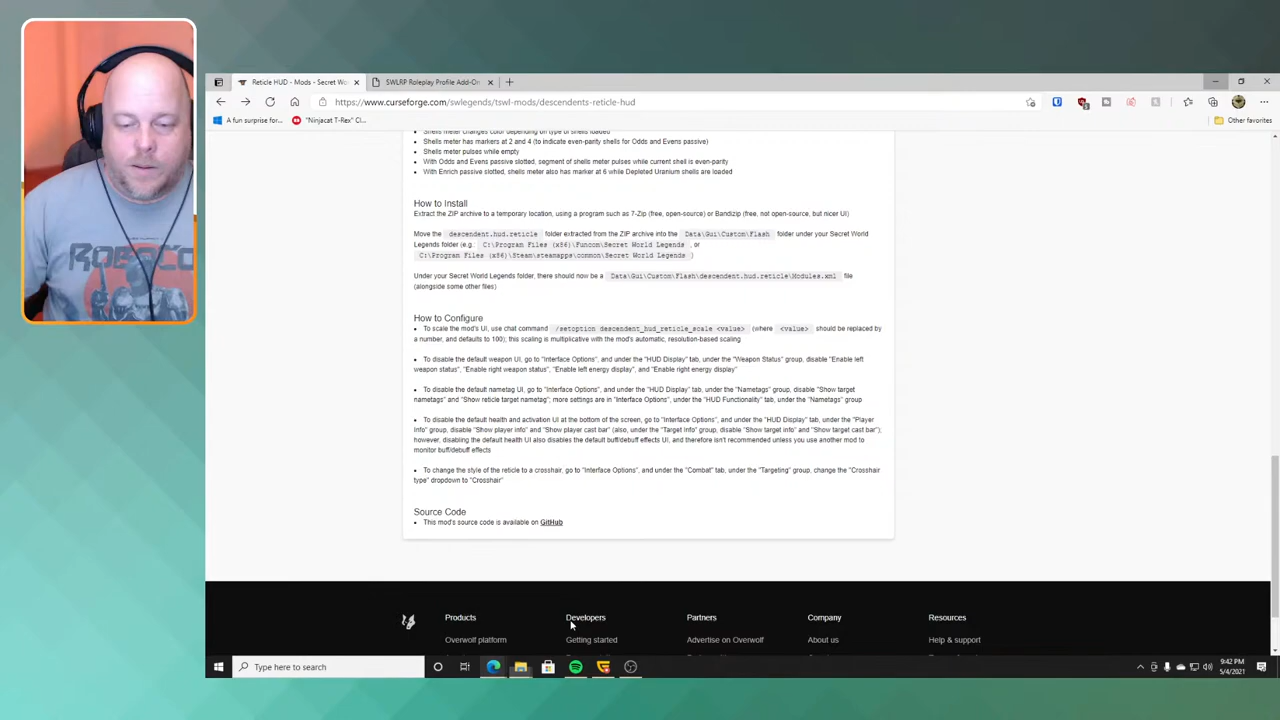 Reticle HUD - Mods - Secret Wo
SWLRP Roleplay Profile Add-On
https://www.curseforge.com/swlegends/tswl-mods/descendents-reticle-hud
A fun surprise for...
"Ninjacat T-Rex" Cl...
Other favorites
Shells meter changes color depending on type of shells loaded
Shells meter has markers at 2 and 4 (to indicate even-parity shells for Odds and Evens passive)
Shells meter pulses while empty
With Odds and Evens passive slotted, segment of shells meter pulses while current shell is even-parity
With Enrich passive slotted, shells meter also has marker at 6 while Depleted Uranium shells are loaded
How to Install
Extract the ZIP archive to a temporary location, using a program such as 7-Zip (free, open-source) or Bandizip (free, not open-source, but nicer UI)
Move the descendent.hud.reticle folder extracted from the ZIP archive into the Data\Gui\Custom\Flash folder under your Secret World
Legends folder (e.g.: C:\Program Files (x86)\Funcom\Secret World Legends , or
C:\Program Files (x86)\Steam\steamapps\common\Secret World Legends )
Under your Secret World Legends folder, there should now be a Data\Gui\Custom\Flash\descendent.hud.reticle\Modules.xml file
(alongside some other files)
How to Configure
• To scale the mod's UI, use chat command /setoption descendent_hud_reticle_scale <value> (where <value> should be replaced by
a number, and defaults to 100); this scaling is multiplicative with the mod's automatic, resolution-based scaling
• To disable the default weapon UI, go to "Interface Options", and under the "HUD Display" tab, under the "Weapon Status" group, disable "Enable left
weapon status", "Enable right weapon status", "Enable left energy display", and "Enable right energy display"
• To disable the default nametag UI, go to "Interface Options", and under the "HUD Display" tab, under the "Nametags" group, disable "Show target
nametags" and "Show reticle target nametag"; more settings are in "Interface Options", under the "HUD Functionality" tab, under the "Nametags" group
• To disable the default health and activation UI at the bottom of the screen, go to "Interface Options", and under the "HUD Display" tab, under the "Player
Info" group, disable "Show player info" and "Show player cast bar" (also, under the "Target Info" group, disable "Show target info" and "Show target cast bar");
however, disabling the default health UI also disables the default buff/debuff effects UI, and therefore isn't recommended unless you use another mod to
monitor buff/debuff effects
• To change the style of the reticle to a crosshair, go to "Interface Options", and under the "Combat" tab, under the "Targeting" group, change the "Crosshair
type" dropdown to "Crosshair"
Source Code
• This mod's source code is available on GitHub
Products
Developers
Partners
Company
Resources
Overwolf platform
Getting started
Advertise on Overwolf
About us
Help & support
Type here to search
9:42 PM
5/4/2021